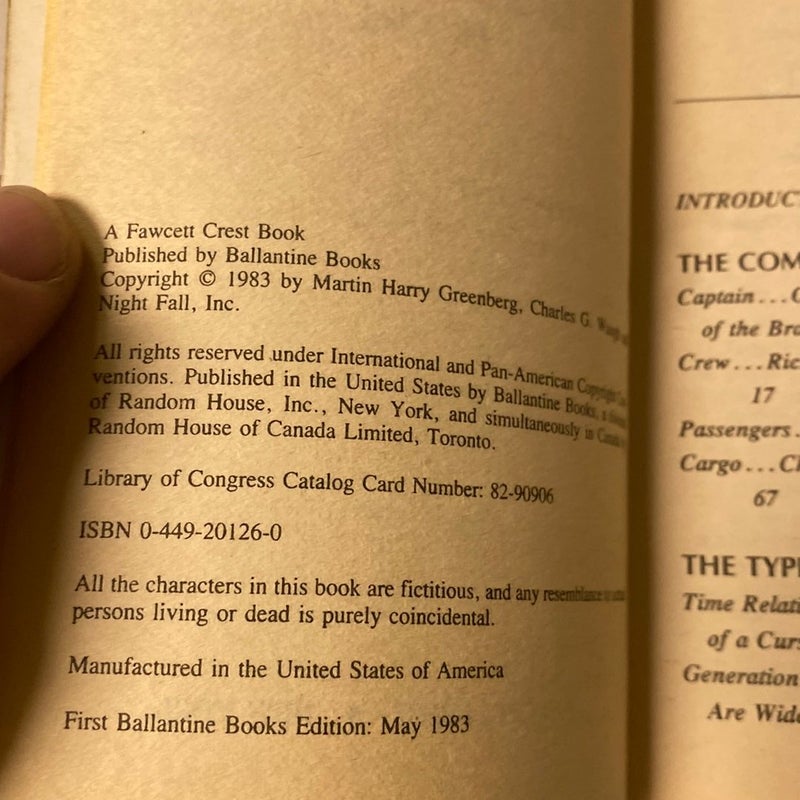 A Fawcett Crest Book
Published by Ballantine Books
Copyright © 1983 by Martin Harry Greenberg, Charles G.
Night Fall, Inc.
All rights reserved under International and Pan-American Copyright
ventions. Published in the United States by Ballantine Books, a
of Random House, Inc., New York, and simultaneously in
Random House of Canada Limited, Toronto.
Library of Congress Catalog Card Number: 82-90906
ISBN 0-449-20126-0
All the characters in this book are fictitious, and any resemblance
persons living or dead is purely coincidental.
Manufactured in the United States of America
First Ballantine Books Edition: May 1983
INTRODUCT
THE COM
Captain...
of the Bra
Crew...Ric
17
Passengers
Cargo...Cl
67
THE TYP
Time Relati
of a Cur
Generation
Are Wide